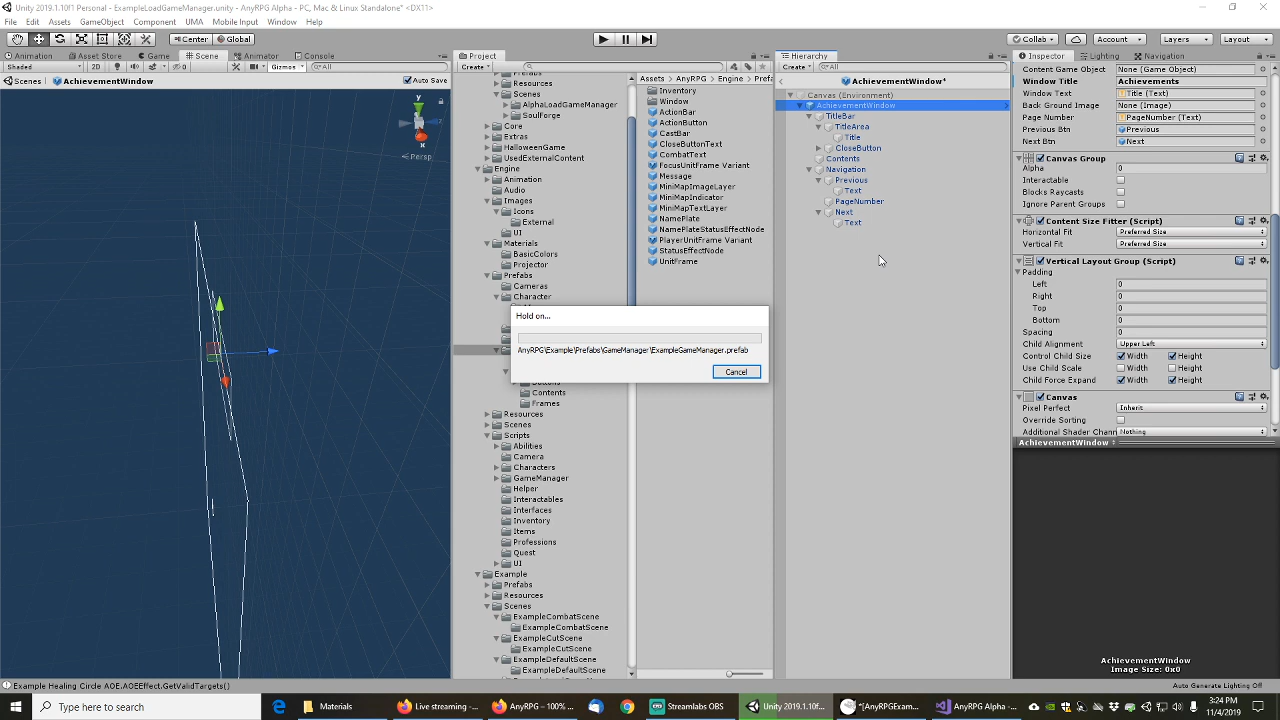 Unity 2019.1.10f1 Personal - ExampleLoadGameManager.unity - AnyRPG Alpha - PC, Mac & Linux Standalone* <DX11>
File Edit Assets GameObject Component UMA Mobile Input Window Help
Center Global Collab Account Layers Layout
Animation Asset Store Game Scene Animator Console
Shaded 2D Gizmos All
Scenes AchievementWindow Auto Save
y
z
Persp
Project
Create
Prefabs
Resources
Scenes
AlphaLoadGameManager
SoulForge
Core
Extras
HalloweenGame
UsedExternalContent
Engine
Animation
Audio
Images
Icons
External
UI
Materials
BasicColors
Projector
Prefabs
Cameras
Character
Buttons
Contents
Frames
Resources
Scenes
Scripts
Abilities
Camera
Characters
GameManager
Helper
Interactables
Interfaces
Inventory
Items
Professions
Quest
UI
Example
Prefabs
Resources
Scenes
ExampleCombatScene
ExampleCombatScene
ExampleCutScene
ExampleCutScene
ExampleDefaultScene
ExampleDefaultScene
Assets AnyRPG Engine Prefa
Inventory
Window
ActionBar
ActionButton
CastBar
CloseButtonText
CombatText
FocusUnitFrame Variant
Message
MiniMapImageLayer
MiniMapIndicator
MiniMapTextLayer
NamePlate
NamePlateStatusEffectNode
PlayerUnitFrame Variant
StatusEffectNode
UnitFrame
Hierarchy
Create All
AchievementWindow*
Canvas (Environment)
AchievementWindow
TitleBar
TitleArea
Title
CloseButton
Contents
Navigation
Previous
Text
PageNumber
Next
Text
Hold on...
AnyRPG\Example\Prefabs\GameManager\ExampleGameManager.prefab
Cancel
Inspector Lighting Navigation
Content Game Object None (Game Object)
Window Title Achievements
Window Text Title (Text)
Back Ground Image None (Image)
Page Number PageNumber (Text)
Previous Btn Previous
Next Btn Next
Canvas Group
Alpha 0
Interactable
Blocks Raycasts
Ignore Parent Groups
Content Size Fitter (Script)
Horizontal Fit Preferred Size
Vertical Fit Preferred Size
Vertical Layout Group (Script)
Padding
Left 0
Right 0
Top 0
Bottom 0
Spacing 0
Child Alignment Upper Left
Control Child Size Width Height
Use Child Scale Width Height
Child Force Expand Width Height
Canvas
Pixel Perfect Inherit
Override Sorting
Additional Shader Chann Nothing
AchievementWindow
AchievementWindow
Image Size: 0x0
Example Healing Circle AOE.AOEEffect.GetValidTargets()
Auto Generate Lighting Off
Type here to search
Materials
Live streaming -...
AnyRPG — 100% ...
Streamlabs OBS
Unity 2019.1.10f...
*[AnyRPGExam...
AnyRPG Alpha - ...
3:24 PM
11/4/2019